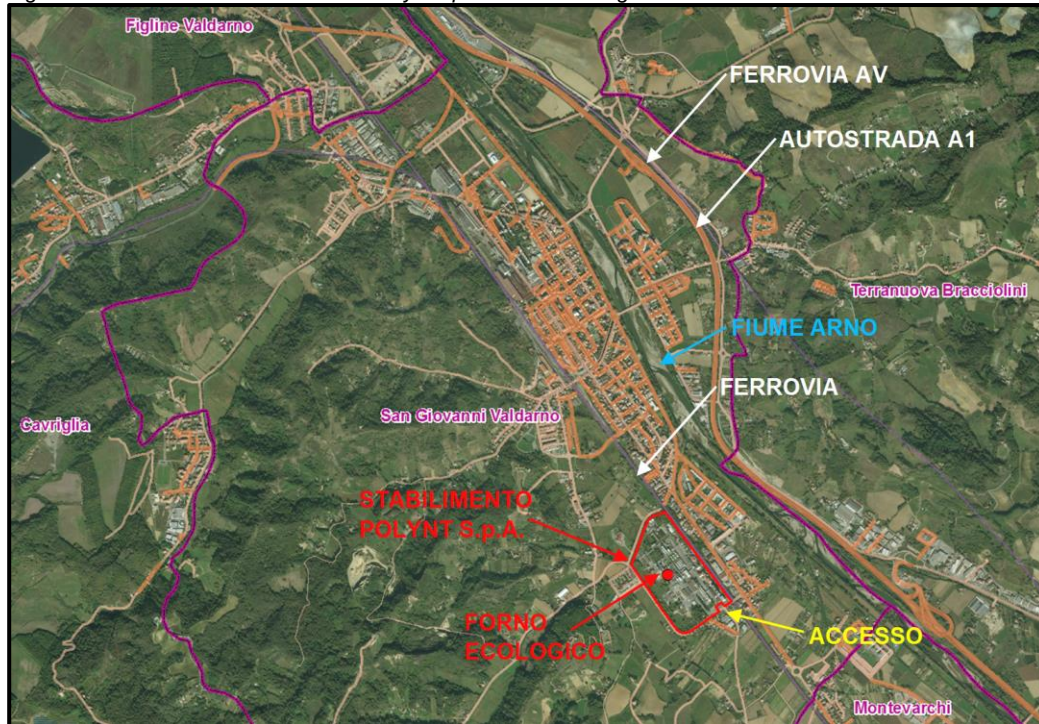 Figline Valdarno
FERROVIA AV
AUTOSTRADA A1
Terranuova Bracciolini
FIUME ARNO
FERROVIA
San Giovanni Valdarno
Cavriglia
STABILIMENTO
POLYNT S.p.A.
FORNO
ECOLOGICO
ACCESSO
Montevarchi